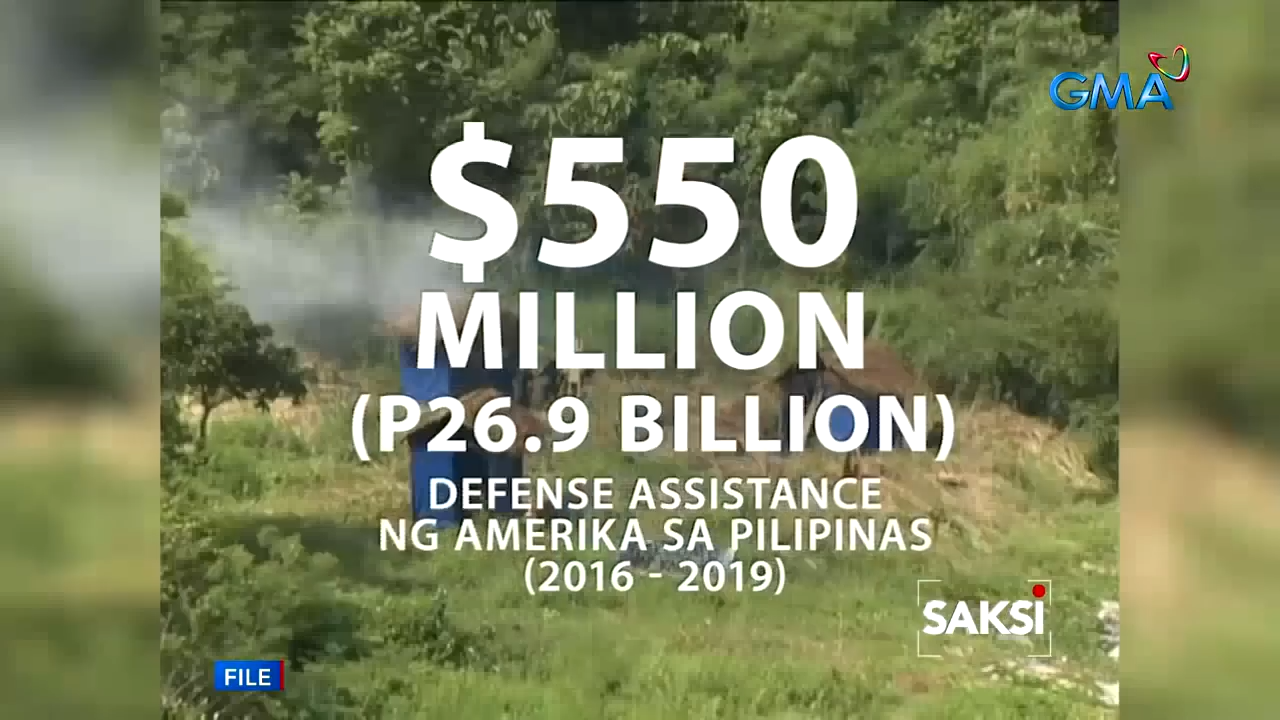 GMA
$550
MILLION
(P26.9 BILLION)
DEFENSE ASSISTANCE
NG AMERIKA SA PILIPINAS
(2016 - 2019)
SAKSI
FILE